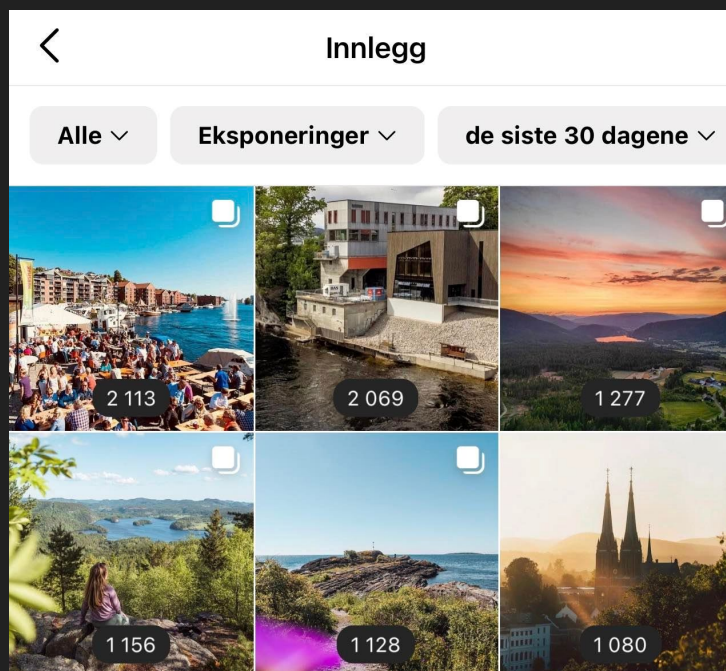 Innlegg
Alle
Eksponeringer
de siste 30 dagene
2 113
2 069
1 277
1 156
1 128
1 080